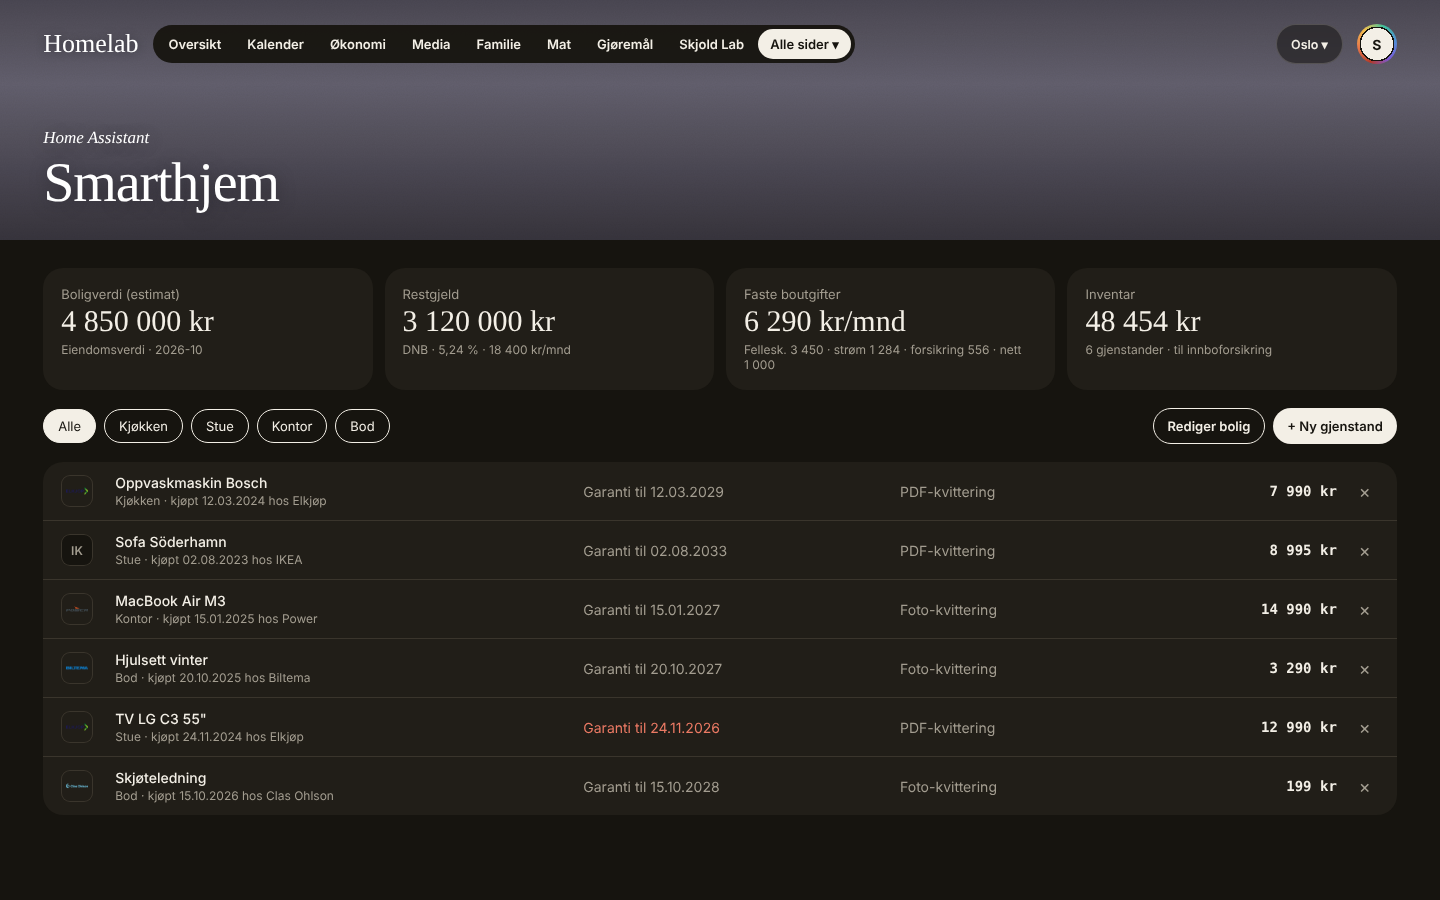 Homelab
Oversikt
Kalender
Økonomi
Media
Familie
Mat
Gjøremål
Skjold Lab
Alle sider ▾
Oslo ▾
S
Home Assistant
Smarthjem
Boligverdi (estimat)
4 850 000 kr
Eiendomsverdi · 2026-10
Restgjeld
3 120 000 kr
DNB · 5,24 % · 18 400 kr/mnd
Faste boutgifter
6 290 kr/mnd
Fellesk. 3 450 · strøm 1 284 · forsikring 556 · nett
1 000
Inventar
48 454 kr
6 gjenstander · til innboforsikring
Alle
Kjøkken
Stue
Kontor
Bod
Rediger bolig
+ Ny gjenstand
Oppvaskmaskin Bosch
Kjøkken · kjøpt 12.03.2024 hos Elkjøp
Garanti til 12.03.2029
PDF-kvittering
7 990 kr
×
IK
Sofa Söderhamn
Stue · kjøpt 02.08.2023 hos IKEA
Garanti til 02.08.2033
PDF-kvittering
8 995 kr
×
MacBook Air M3
Kontor · kjøpt 15.01.2025 hos Power
Garanti til 15.01.2027
Foto-kvittering
14 990 kr
×
Hjulsett vinter
Bod · kjøpt 20.10.2025 hos Biltema
Garanti til 20.10.2027
Foto-kvittering
3 290 kr
×
TV LG C3 55"
Stue · kjøpt 24.11.2024 hos Elkjøp
Garanti til 24.11.2026
PDF-kvittering
12 990 kr
×
Skjøteledning
Bod · kjøpt 15.10.2026 hos Clas Ohlson
Garanti til 15.10.2028
Foto-kvittering
199 kr
×